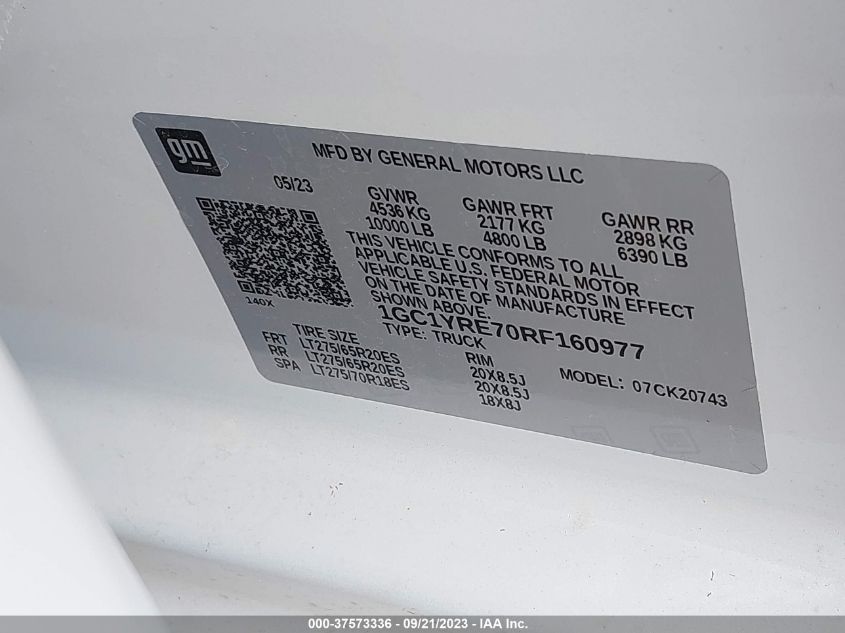 gm
MFD BY GENERAL MOTORS LLC
05/23
GVWR GAWR FRT GAWR RR
4536 KG 2177 KG 2898 KG
10000 LB 4800 LB 6390 LB
THIS VEHICLE CONFORMS TO ALL
APPLICABLE U.S. FEDERAL MOTOR
VEHICLE SAFETY STANDARDS IN EFFECT
ON THE DATE OF MANUFACTURE
SHOWN ABOVE.
140X
1GC1YRE70RF160977
TYPE: TRUCK
TIRE SIZE RIM
FRT LT275/65R20ES 20X8.5J
RR LT275/65R20ES 20X8.5J
SPA LT275/70R18ES 18X8J
MODEL: 07CK20743
000-37573336 - 09/21/2023 - IAA Inc.